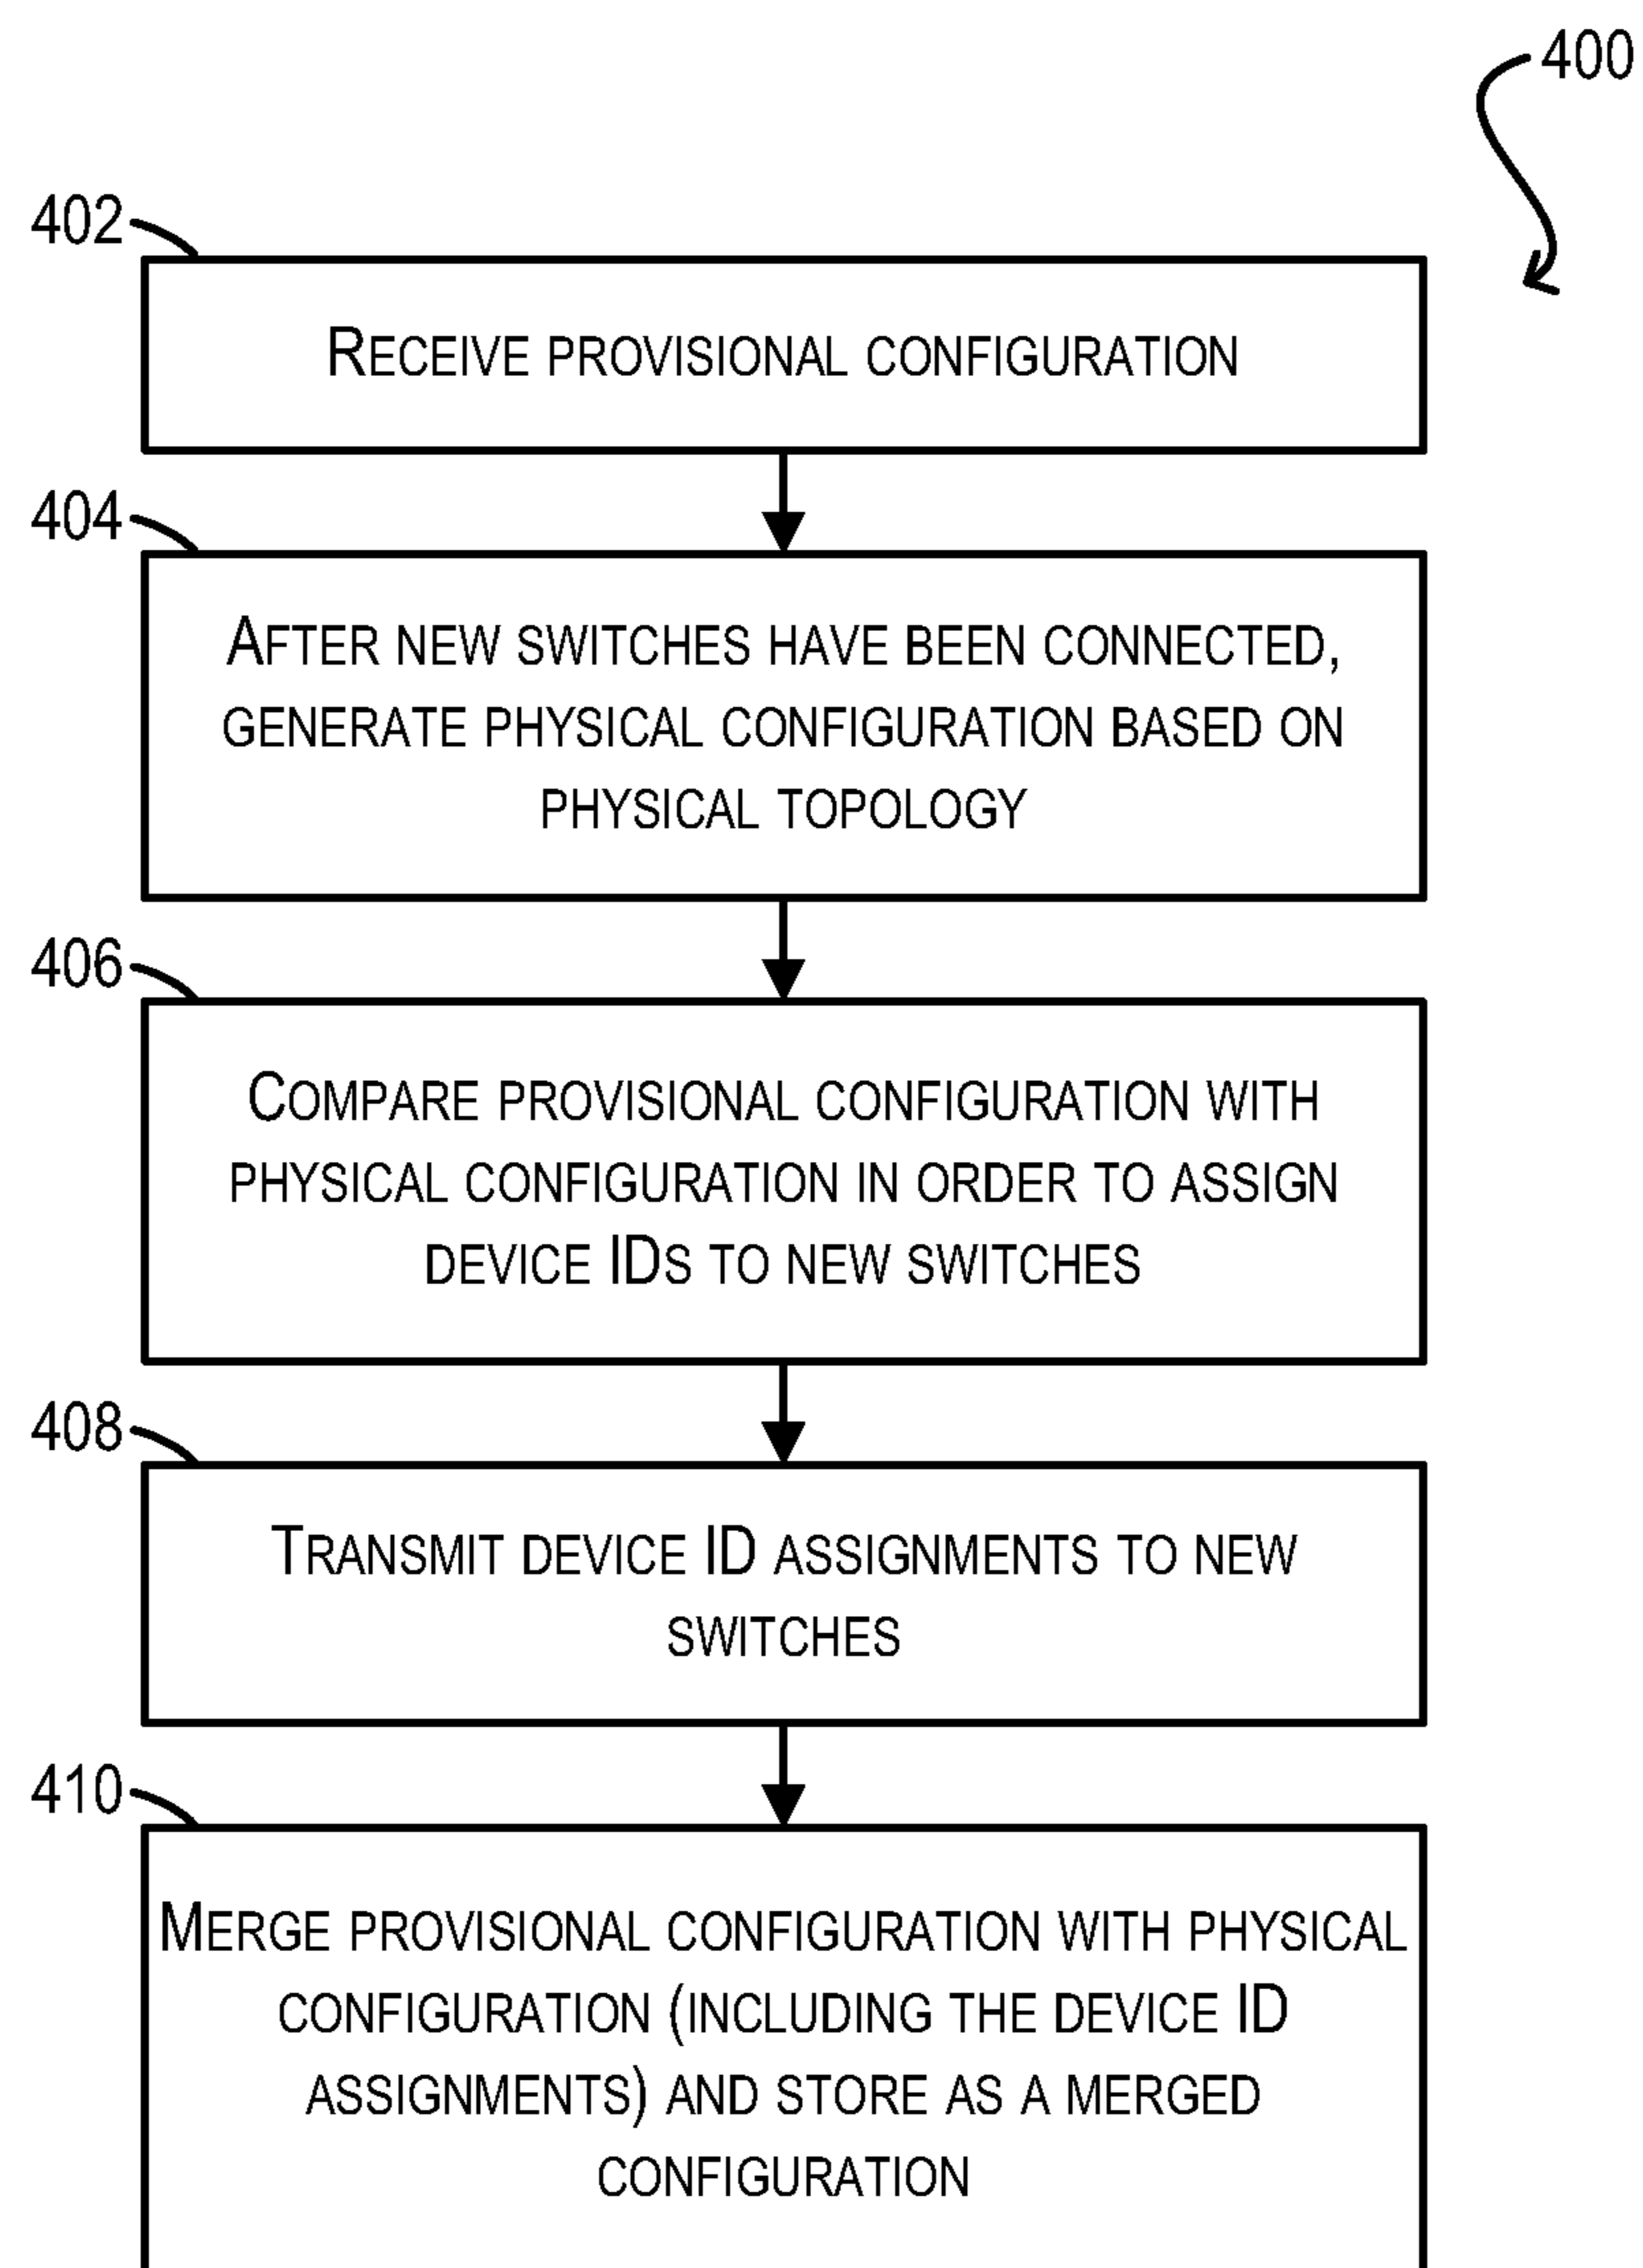 400
402
RECEIVE PROVISIONAL CONFIGURATION
404
AFTER NEW SWITCHES HAVE BEEN CONNECTED,
GENERATE PHYSICAL CONFIGURATION BASED ON
PHYSICAL TOPOLOGY
406
COMPARE PROVISIONAL CONFIGURATION WITH
PHYSICAL CONFIGURATION IN ORDER TO ASSIGN
DEVICE IDS TO NEW SWITCHES
408
TRANSMIT DEVICE ID ASSIGNMENTS TO NEW
SWITCHES
410
MERGE PROVISIONAL CONFIGURATION WITH PHYSICAL
CONFIGURATION (INCLUDING THE DEVICE ID
ASSIGNMENTS) AND STORE AS A MERGED
CONFIGURATION